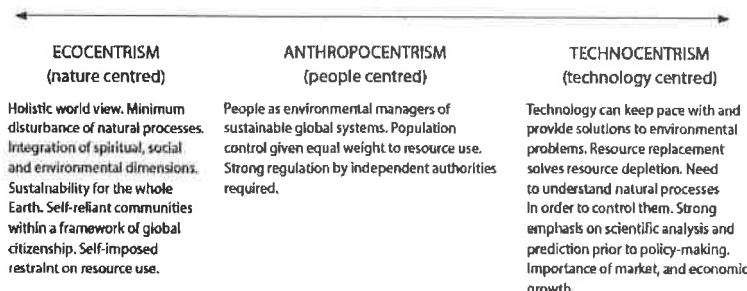 ECOCENTRISM
(nature centred)
Holistic world view. Minimum
disturbance of natural processes.
Integration of spiritual, social
and environmental dimensions.
Sustainability for the whole
Earth. Self-reliant communities
within a framework of global
citizenship. Self-imposed
restraint on resource use.
ANTHROPOCENTRISM
(people centred)
People as environmental managers of
sustainable global systems. Population
control given equal weight to resource use.
Strong regulation by independent authorities
required.
TECHNOCENTRISM
(technology centred)
Technology can keep pace with and
provide solutions to environmental
problems. Resource replacement
solves resource depletion. Need
to understand natural processes
in order to control them. Strong
emphasis on scientific analysis and
prediction prior to policy-making.
Importance of market, and economic
growth.